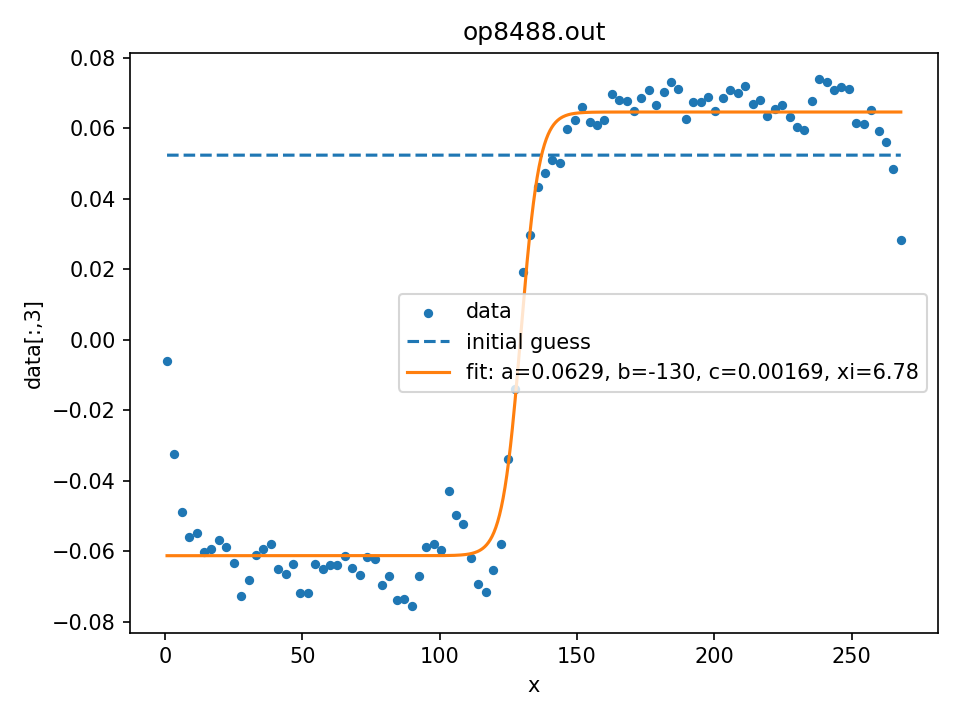 op8488.out
0.08
0.06
0.04
0.02
0.00
−0.02
−0.04
−0.06
−0.08
data[:,3]
data
initial guess
fit: a=0.0629, b=-130, c=0.00169, xi=6.78
0 50 100 150 200 250
x